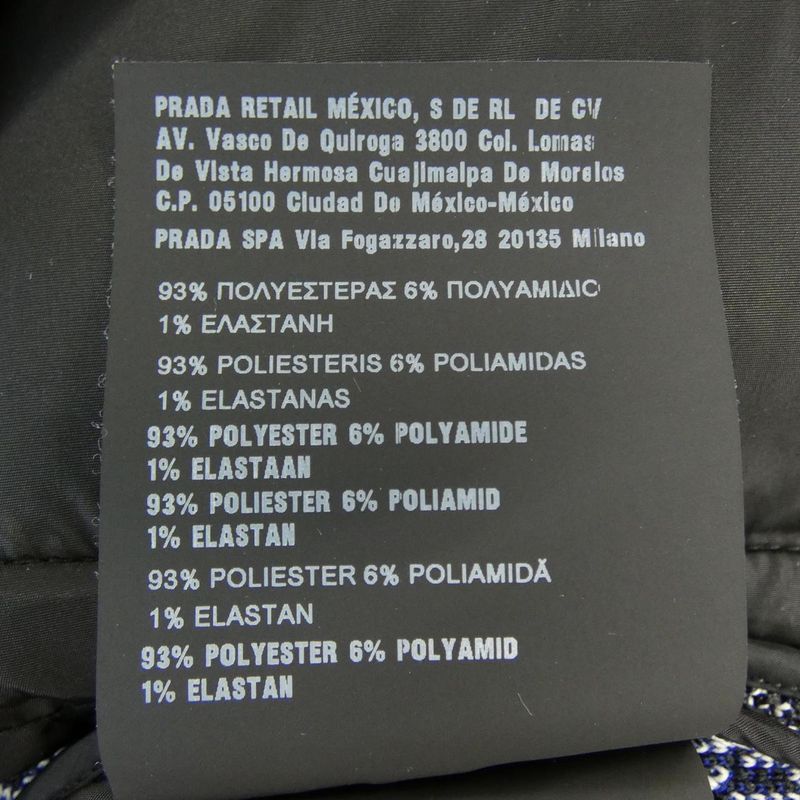 PRADA RETAIL MÉXICO, S DE RL DE CV
AV. Vasco De Quiroga 3800 Col. Lomas
De Vista Hermosa Cuajimalpa De Morelos
C.P. 05100 Ciudad De México-México
PRADA SPA Via Fogazzaro,28 20135 Milano
93% ΠΟΛΥΕΣΤΕΡΑΣ 6% ΠΟΛΥΑΜΙΔΙΟ
1% ΕΛΑΣΤΑΝΗ
93% POLIESTERIS 6% POLIAMIDAS
1% ELASTANAS
93% POLYESTER 6% POLYAMIDE
1% ELASTAAN
93% POLIESTER 6% POLIAMID
1% ELASTAN
93% POLIESTER 6% POLIAMIDĂ
1% ELASTAN
93% POLYESTER 6% POLYAMID
1% ELASTAN